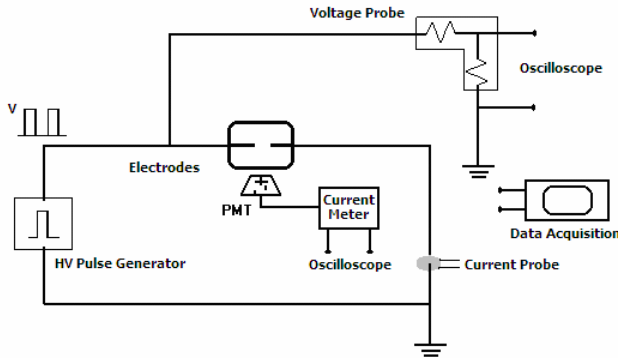 Voltage Probe
Oscilloscope
V
Electrodes
PMT
Current
Meter
Data Acquisition
HV Pulse Generator
Oscilloscope
Current Probe